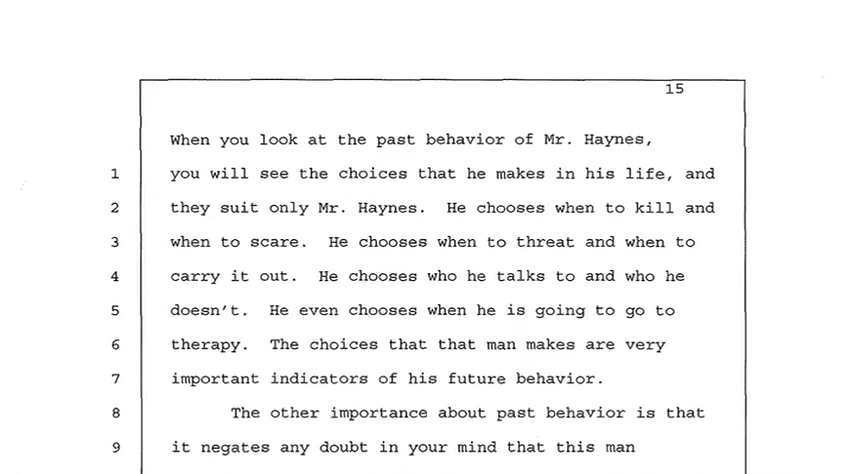 15
When you look at the past behavior of Mr. Haynes,
1 you will see the choices that he makes in his life, and
2 they suit only Mr. Haynes. He chooses when to kill and
3 when to scare. He chooses when to threat and when to
4 carry it out. He chooses who he talks to and who he
5 doesn't. He even chooses when he is going to go to
6 therapy. The choices that that man makes are very
7 important indicators of his future behavior.
8 The other importance about past behavior is that
9 it negates any doubt in your mind that this man